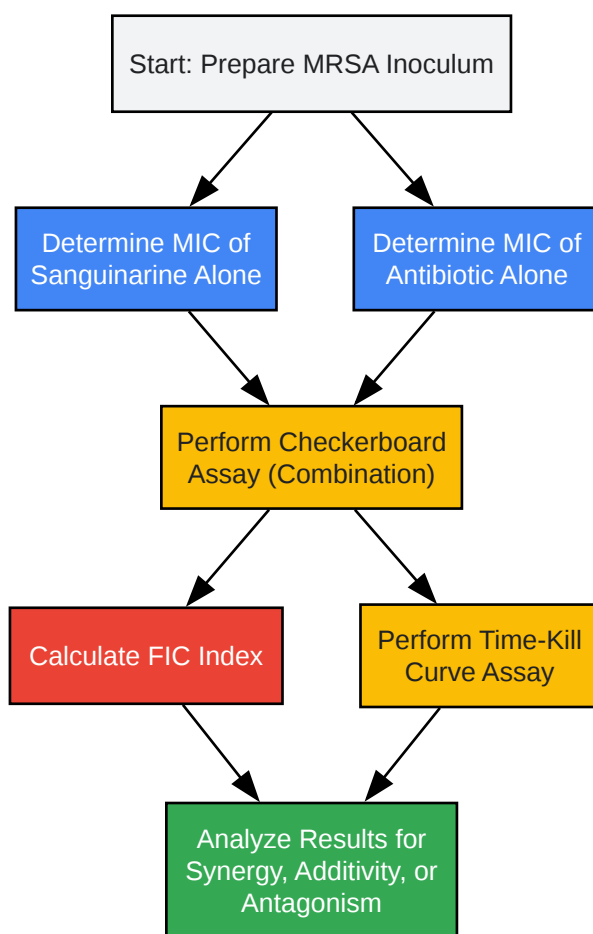 Start: Prepare MRSA Inoculum
Determine MIC of
Sanguinarine Alone
Determine MIC of
Antibiotic Alone
Perform Checkerboard
Assay (Combination)
Calculate FIC Index
Perform Time-Kill
Curve Assay
Analyze Results for
Synergy, Additivity, or
Antagonism